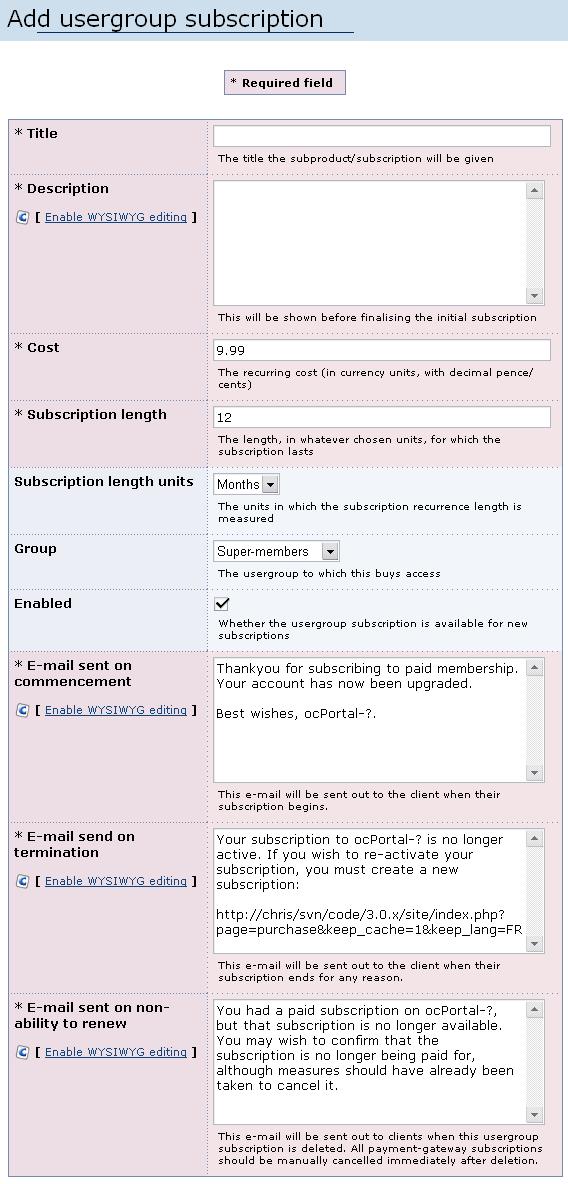 Add usergroup subscription
* Required field
* Title
The title the subproduct/subscription will be given
* Description
[ Enable WYSIWYG editing ]
This will be shown before finalising the initial subscription
* Cost
9.99
The recurring cost (in currency units, with decimal pence/
cents)
* Subscription length
12
The length, in whatever chosen units, for which the
subscription lasts
Subscription length units
Months
The units in which the subscription recurrence length is
measured
Group
Super-members
The usergroup to which this buys access
Enabled
Whether the usergroup subscription is available for new
subscriptions
* E-mail sent on
commencement
[ Enable WYSIWYG editing ]
Thankyou for subscribing to paid membership.
Your account has now been upgraded.
Best wishes, ocPortal-?.
This e-mail will be sent out to the client when their
subscription begins.
* E-mail send on
termination
[ Enable WYSIWYG editing ]
Your subscription to ocPortal-? is no longer
active. If you wish to re-activate your
subscription, you must create a new
subscription:
http://chris/svn/code/3.0.x/site/index.php?
page=purchase&keep_cache=1&keep_lang=FR
This e-mail will be sent out to the client when their
subscription ends for any reason.
* E-mail sent on non-
ability to renew
[ Enable WYSIWYG editing ]
You had a paid subscription on ocPortal-?,
but that subscription is no longer available.
You may wish to confirm that the
subscription is no longer being paid for,
although measures should have already been
taken to cancel it.
This e-mail will be sent out to clients when this usergroup
subscription is deleted. All payment-gateway subscriptions
should be manually cancelled immediately after deletion.